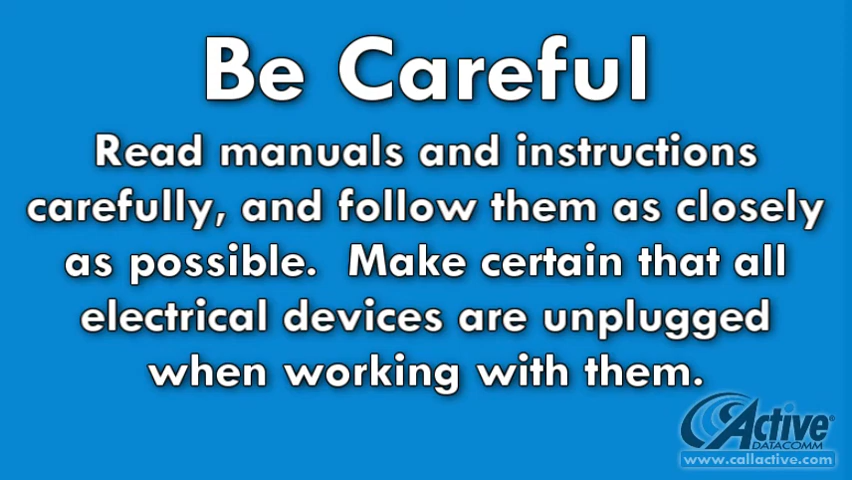 Be Careful
Read manuals and instructions
carefully, and follow them as closely
as possible.  Make certain that all
electrical devices are unplugged
when working with them.
Active®
DATACOMM
www.callactive.com